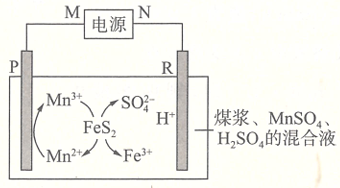 M 电源 N
P R
Mn³⁺ SO₄²⁻
FeS₂ H⁺
Mn²⁺ Fe³⁺
煤浆、MnSO₄、
H₂SO₄的混合液